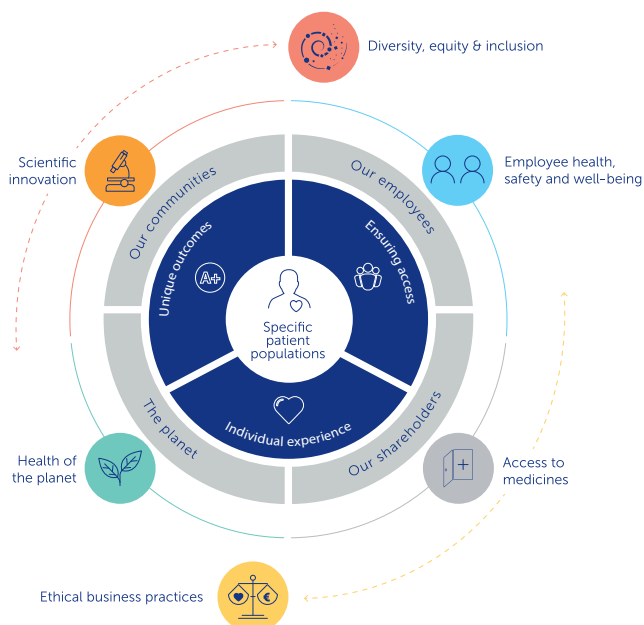 Diversity, equity & inclusion
Scientific
innovation
Employee health,
safety and well-being
Our communities
Our employees
Unique outcomes
A+
Ensuring access
Specific
patient
populations
Individual experience
The planet
Our shareholders
Health of
the planet
Access to
medicines
Ethical business practices
€